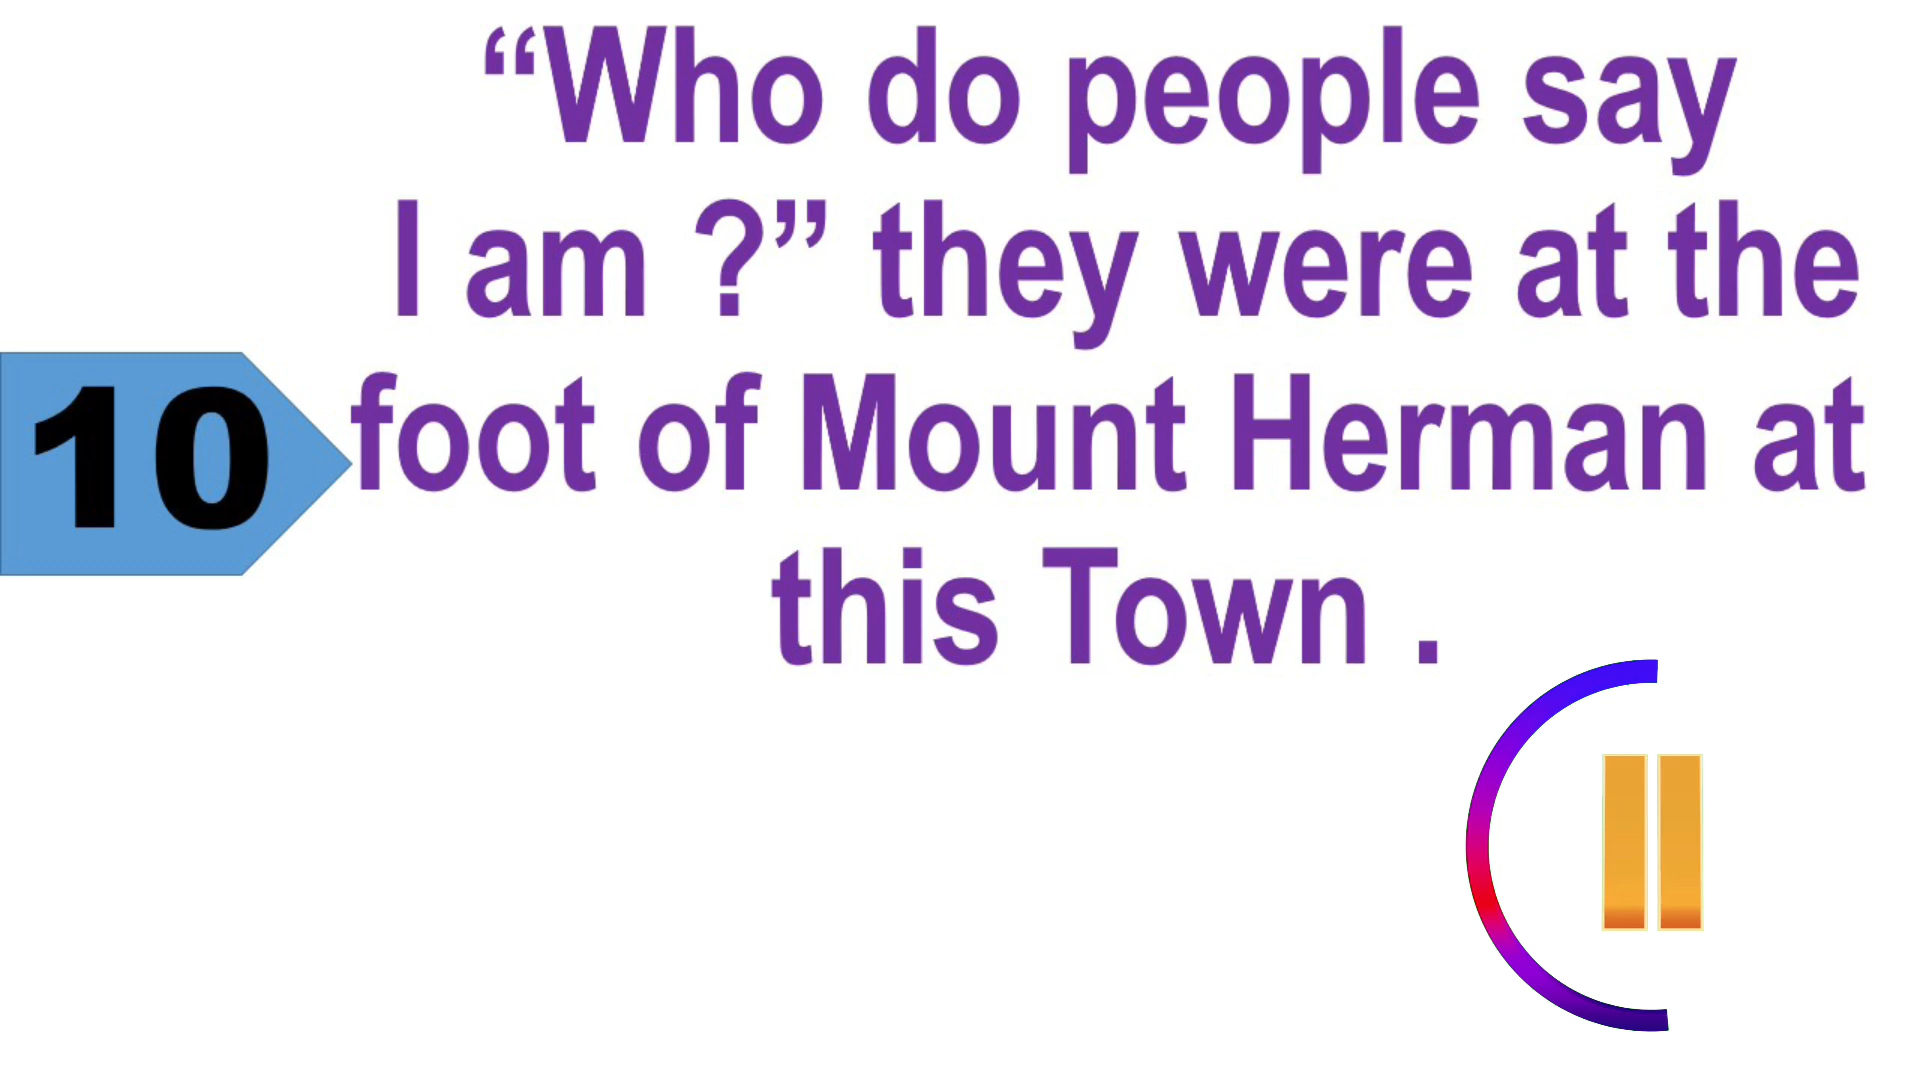 “Who do people say
I am ?” they were at the
10
foot of Mount Herman at
this Town .